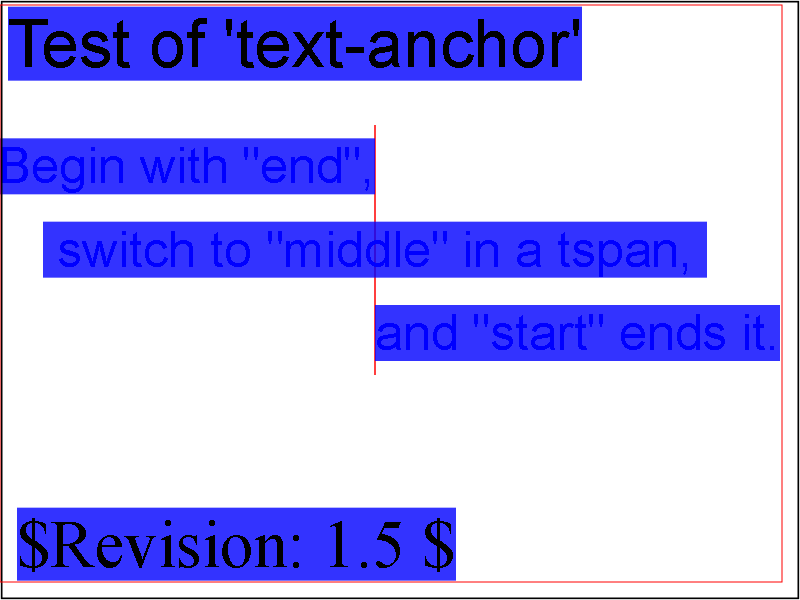 Test of 'text-anchor'
Begin with "end",
switch to "middle" in a tspan,
and "start" ends it.
$Revision: 1.5 $